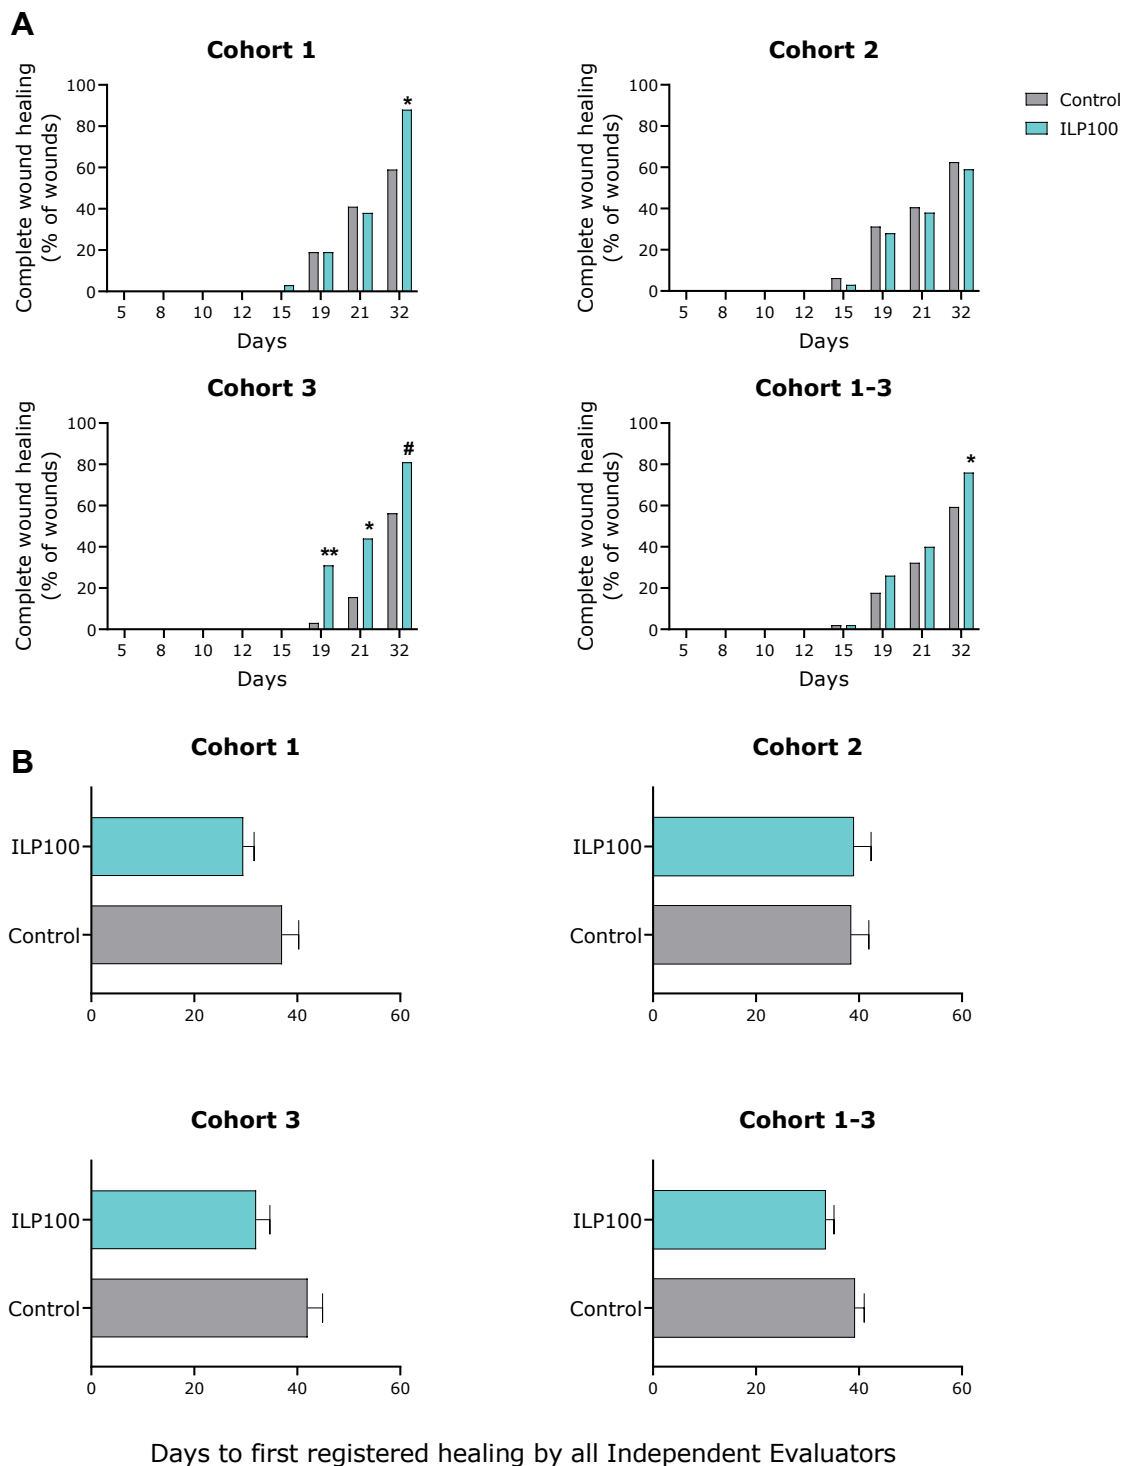 A
Cohort 1
Complete wound healing
(% of wounds)
100
80
60
40
20
0
*
5 8 10 12 15 19 21 32
Days
Cohort 2
Complete wound healing
(% of wounds)
100
80
60
40
20
0
5 8 10 12 15 19 21 32
Days
Control
ILP100
Cohort 3
Complete wound healing
(% of wounds)
100
80
60
40
20
0
** * #
5 8 10 12 15 19 21 32
Days
Cohort 1-3
Complete wound healing
(% of wounds)
100
80
60
40
20
0
*
5 8 10 12 15 19 21 32
Days
B
Cohort 1
ILP100
Control
0 20 40 60
Cohort 2
ILP100
Control
0 20 40 60
Cohort 3
ILP100
Control
0 20 40 60
Cohort 1-3
ILP100
Control
0 20 40 60
Days to first registered healing by all Independent Evaluators